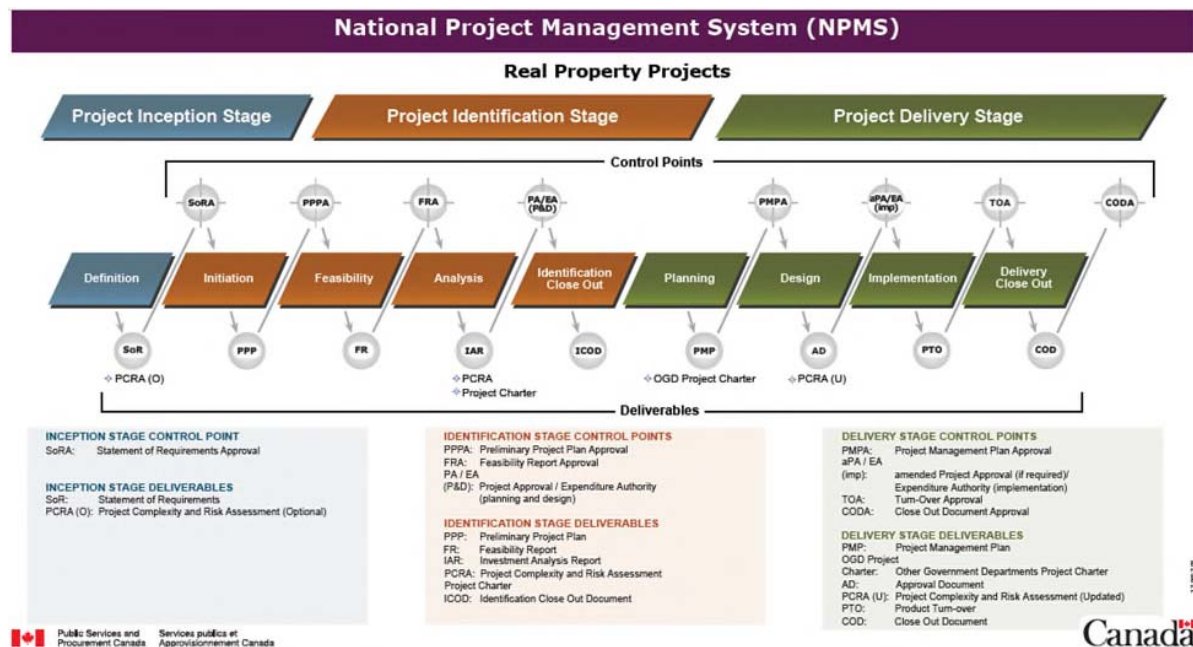 National Project Management System (NPMS)
Real Property Projects
Project Inception Stage
Project Identification Stage
Project Delivery Stage
Control Points
SoRA
PPPA
FRA
PA/EA
(P&D)
PMPA
aPA/EA
(imp)
TOA
CODA
Definition
Initiation
Feasibility
Analysis
Identification
Close Out
Planning
Design
Implementation
Delivery
Close Out
SoR
PPP
FR
IAR
ICOD
PMP
AD
PTO
COD
PCRA (O)
PCRA
Project Charter
OGD Project Charter
PCRA (U)
Deliverables
INCEPTION STAGE CONTROL POINT
SoRA: Statement of Requirements Approval
INCEPTION STAGE DELIVERABLES
SoR: Statement of Requirements
PCRA (O): Project Complexity and Risk Assessment (Optional)
IDENTIFICATION STAGE CONTROL POINTS
PPPA: Preliminary Project Plan Approval
FRA: Feasibility Report Approval
PA / EA
(P&D): Project Approval / Expenditure Authority
(planning and design)
IDENTIFICATION STAGE DELIVERABLES
PPP: Preliminary Project Plan
FR: Feasibility Report
IAR: Investment Analysis Report
PCRA: Project Complexity and Risk Assessment
Project Charter
ICOD: Identification Close Out Document
DELIVERY STAGE CONTROL POINTS
PMPA: Project Management Plan Approval
aPA / EA
(imp): amended Project Approval (if required)/
Expenditure Authority (implementation)
TOA: Turn-Over Approval
CODA: Close Out Document Approval
DELIVERY STAGE DELIVERABLES
PMP: Project Management Plan
OGD Project
Charter: Other Government Departments Project Charter
AD: Approval Document
PCRA (U): Project Complexity and Risk Assessment (Updated)
PTO: Product Turn-over
COD: Close Out Document
Public Services and
Procurement Canada
Services publics et
Approvisionnement Canada
Canada